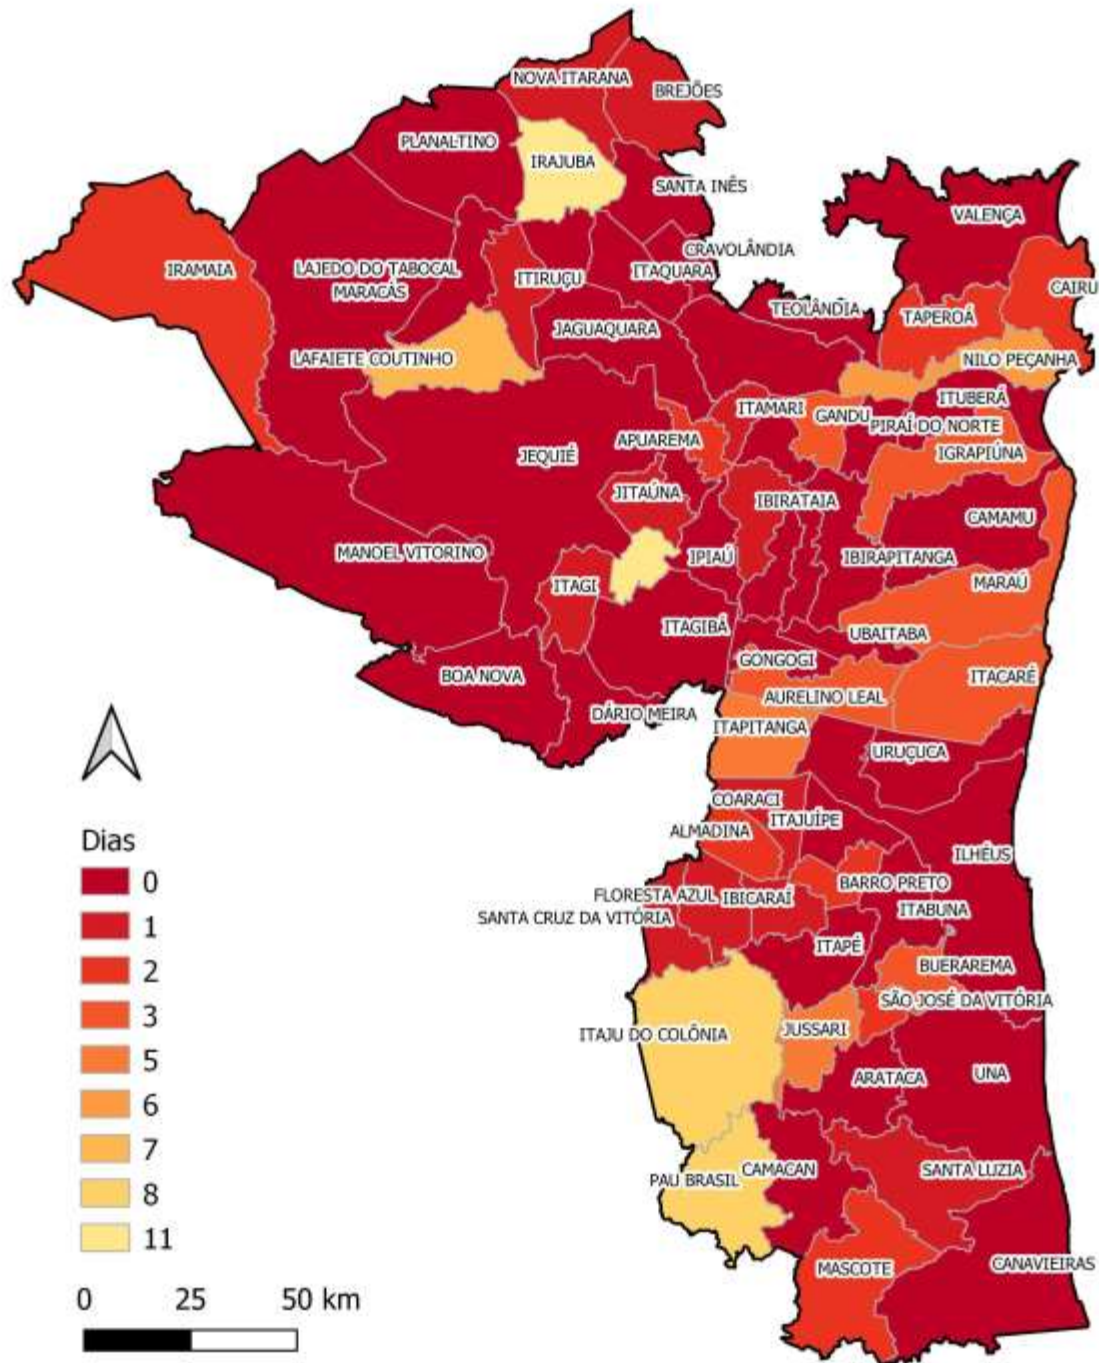 NOVA ITARANA
BREJÕES
PLANALTINO
IRAJUBA
SANTA INÊS
VALENÇA
CRAVOLÂNDIA
IRAMAIA
LAJEDO DO TABOCAL
ITIRUÇU
ITAQUARA
MARACÁS
CAIRU
TEOLÂNDIA
TAPEROÁ
JAGUAQUARA
LAFAIETE COUTINHO
NILO PEÇANHA
ITUBERÁ
ITAMARI
GANDU
PIRAÍ DO NORTE
APUAREMA
IGRAPIÚNA
JEQUIÉ
JITAÚNA
IBIRATAIA
CAMAMU
MANOEL VITORINO
IPIAÚ
IBIRAPITANGA
ITAGI
MARAÚ
ITAGIBÁ
UBAITABA
GONGOGI
BOA NOVA
ITACARÉ
AURELINO LEAL
DÁRIO MEIRA
ITAPITANGA
URUÇUCA
COARACI
ITAJUÍPE
ALMADINA
ILHÉUS
BARRO PRETO
FLORESTA AZUL
IBICARAÍ
ITABUNA
SANTA CRUZ DA VITÓRIA
ITAPÉ
BUERAREMA
SÃO JOSÉ DA VITÓRIA
ITAJU DO COLÔNIA
JUSSARI
UNA
ARATACA
SANTA LUZIA
CAMACAN
PAU BRASIL
CANAVIEIRAS
MASCOTE
Dias
0
1
2
3
5
6
7
8
11
0 25 50 km